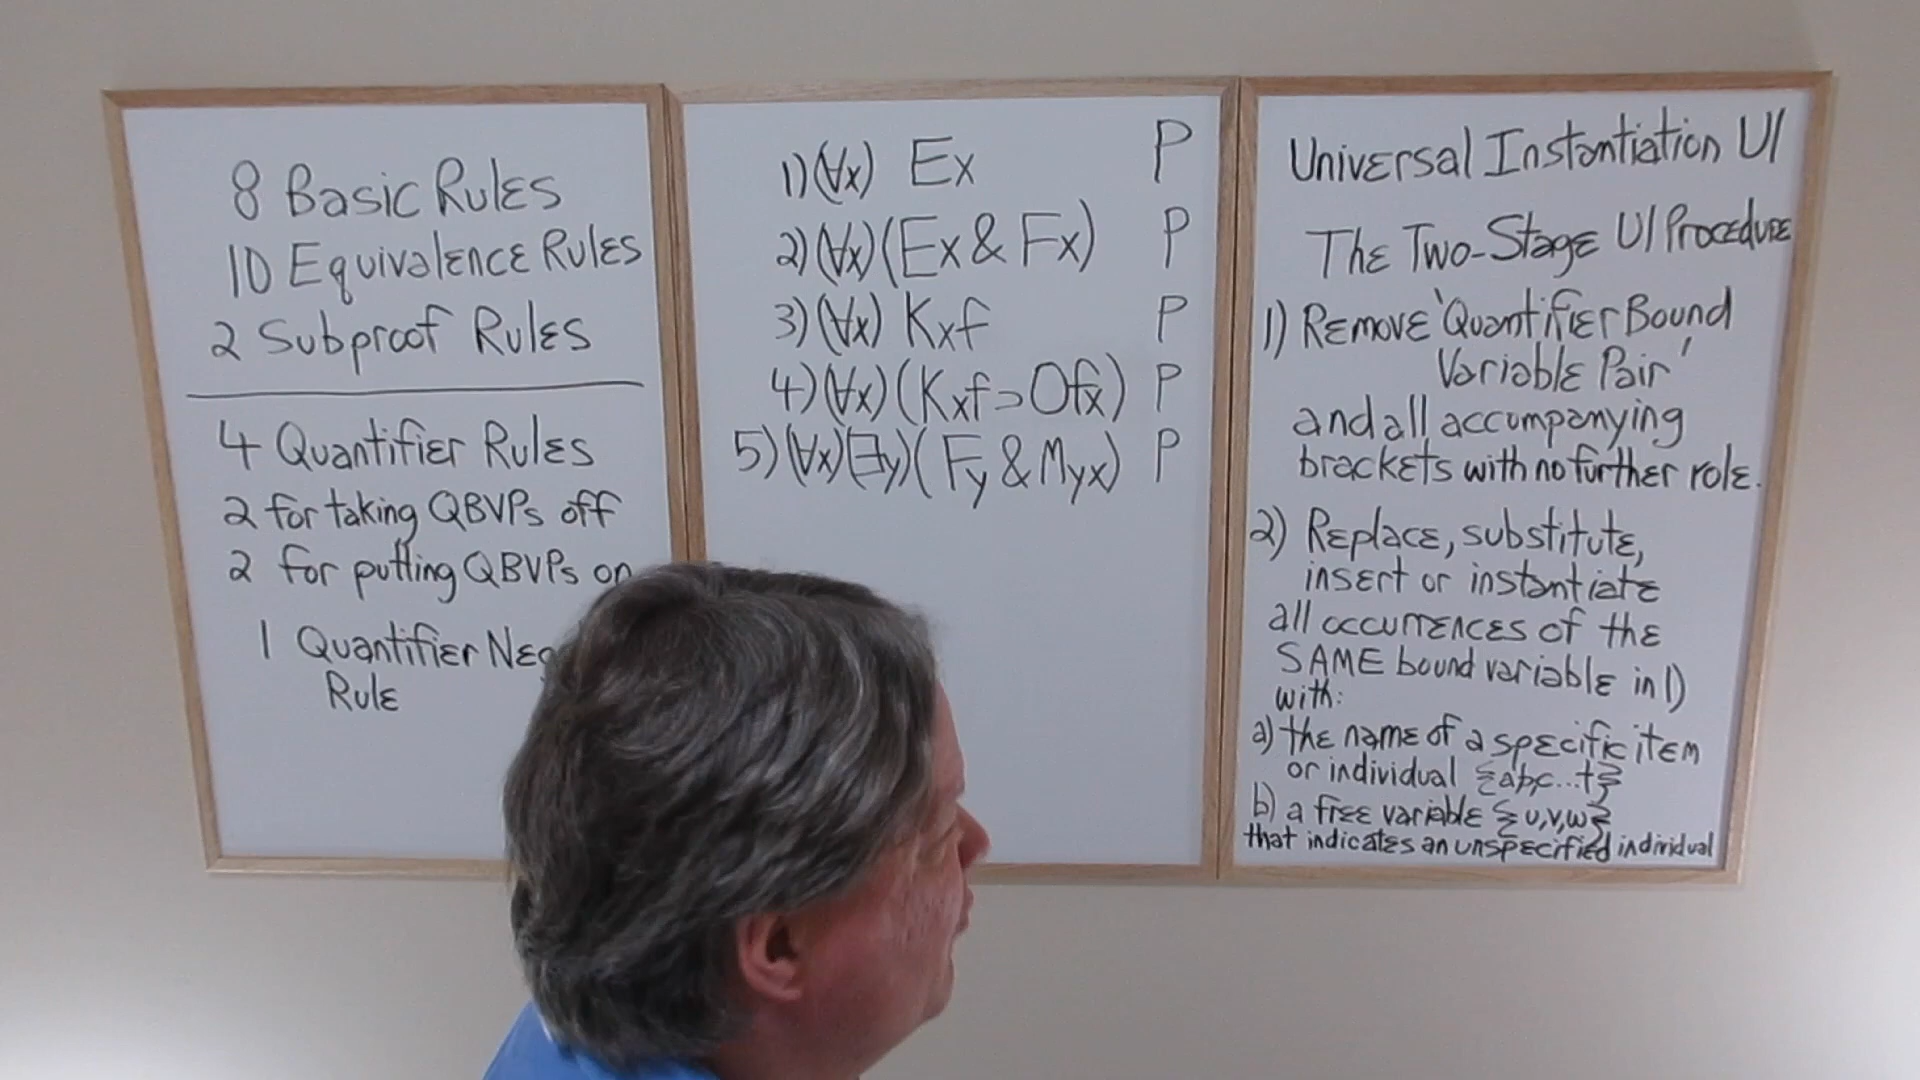 8 Basic Rules
10 Equivalence Rules
2 Subproof Rules
4 Quantifier Rules
2 for taking QBVPs off
2 for putting QBVPs on
1 Quantifier
Rule
1) (∀x) Ex P
2) (∀x) (Ex & Fx) P
3) (∀x) Kxf P
4) (∀x) (Kxf ⊃ Ofx) P
5) (∀x)(∃y) (Fy & Myx) P
Universal Instantiation UI
The Two-Stage UI Procedure
1) Remove 'Quantifier Bound
Variable Pair'
and all accompanying
brackets with no further role.
2) Replace, substitute,
insert or instantiate
all occurrences of the
SAME bound variable in 1)
with:
a) the name of a specific item
or individual {a,b,c...t}
b) a free variable {u,v,w}
that indicates an unspecified individual